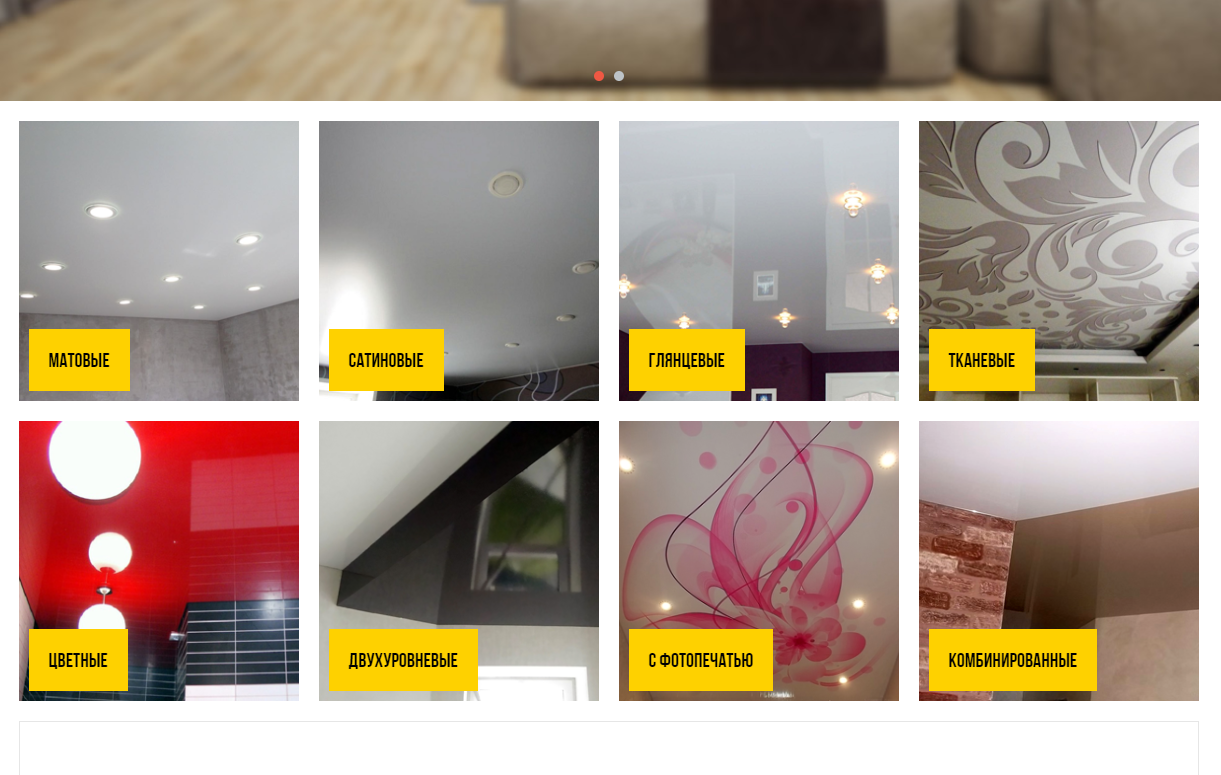 МАТОВЫЕ
САТИНОВЫЕ
ГЛЯНЦЕВЫЕ
ТКАНЕВЫЕ
ЦВЕТНЫЕ
ДВУХУРОВНЕВЫЕ
С ФОТОПЕЧАТЬЮ
КОМБИНИРОВАННЫЕ